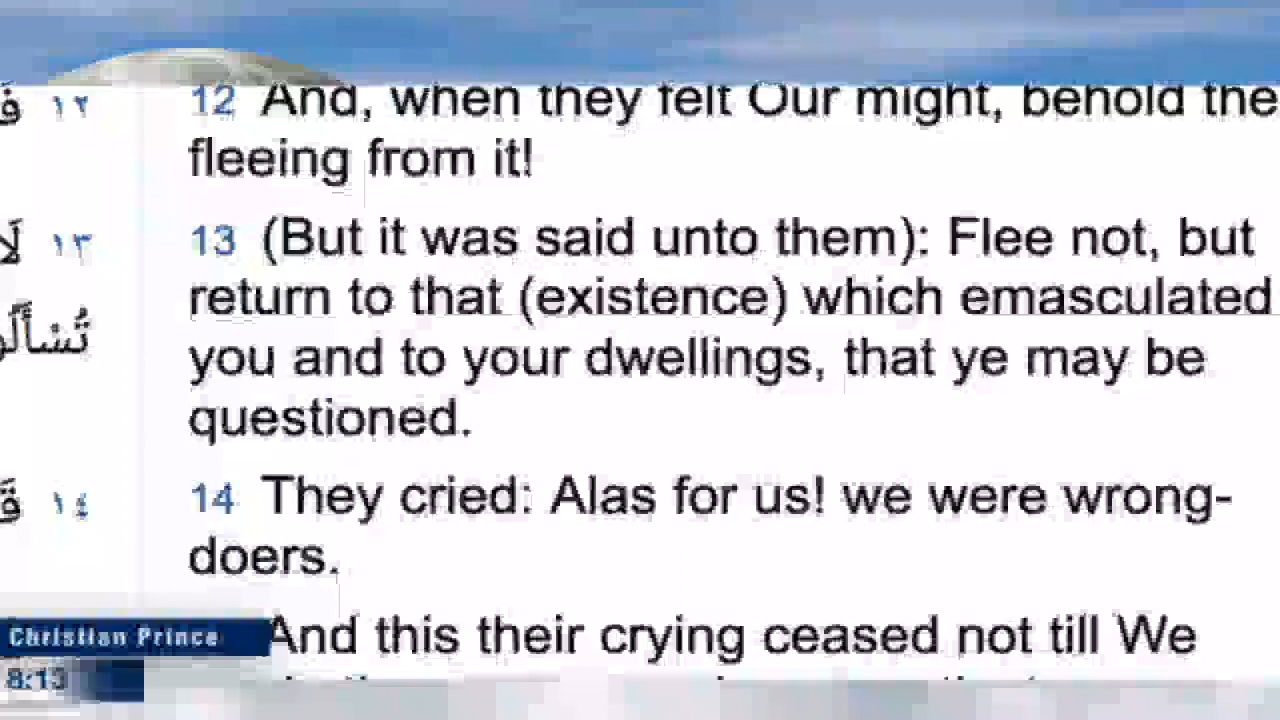 فَ ١٢ 12 And, when they felt Our might, behold the
fleeing from it!
لَا ١٣ 13 (But it was said unto them): Flee not, but
return to that (existence) which emasculated
تُسْأَلُو you and to your dwellings, that ye may be
questioned.
قَ ١٤ 14 They cried: Alas for us! we were wrong-
doers.
And this their crying ceased not till We
Christian Prince
8:13